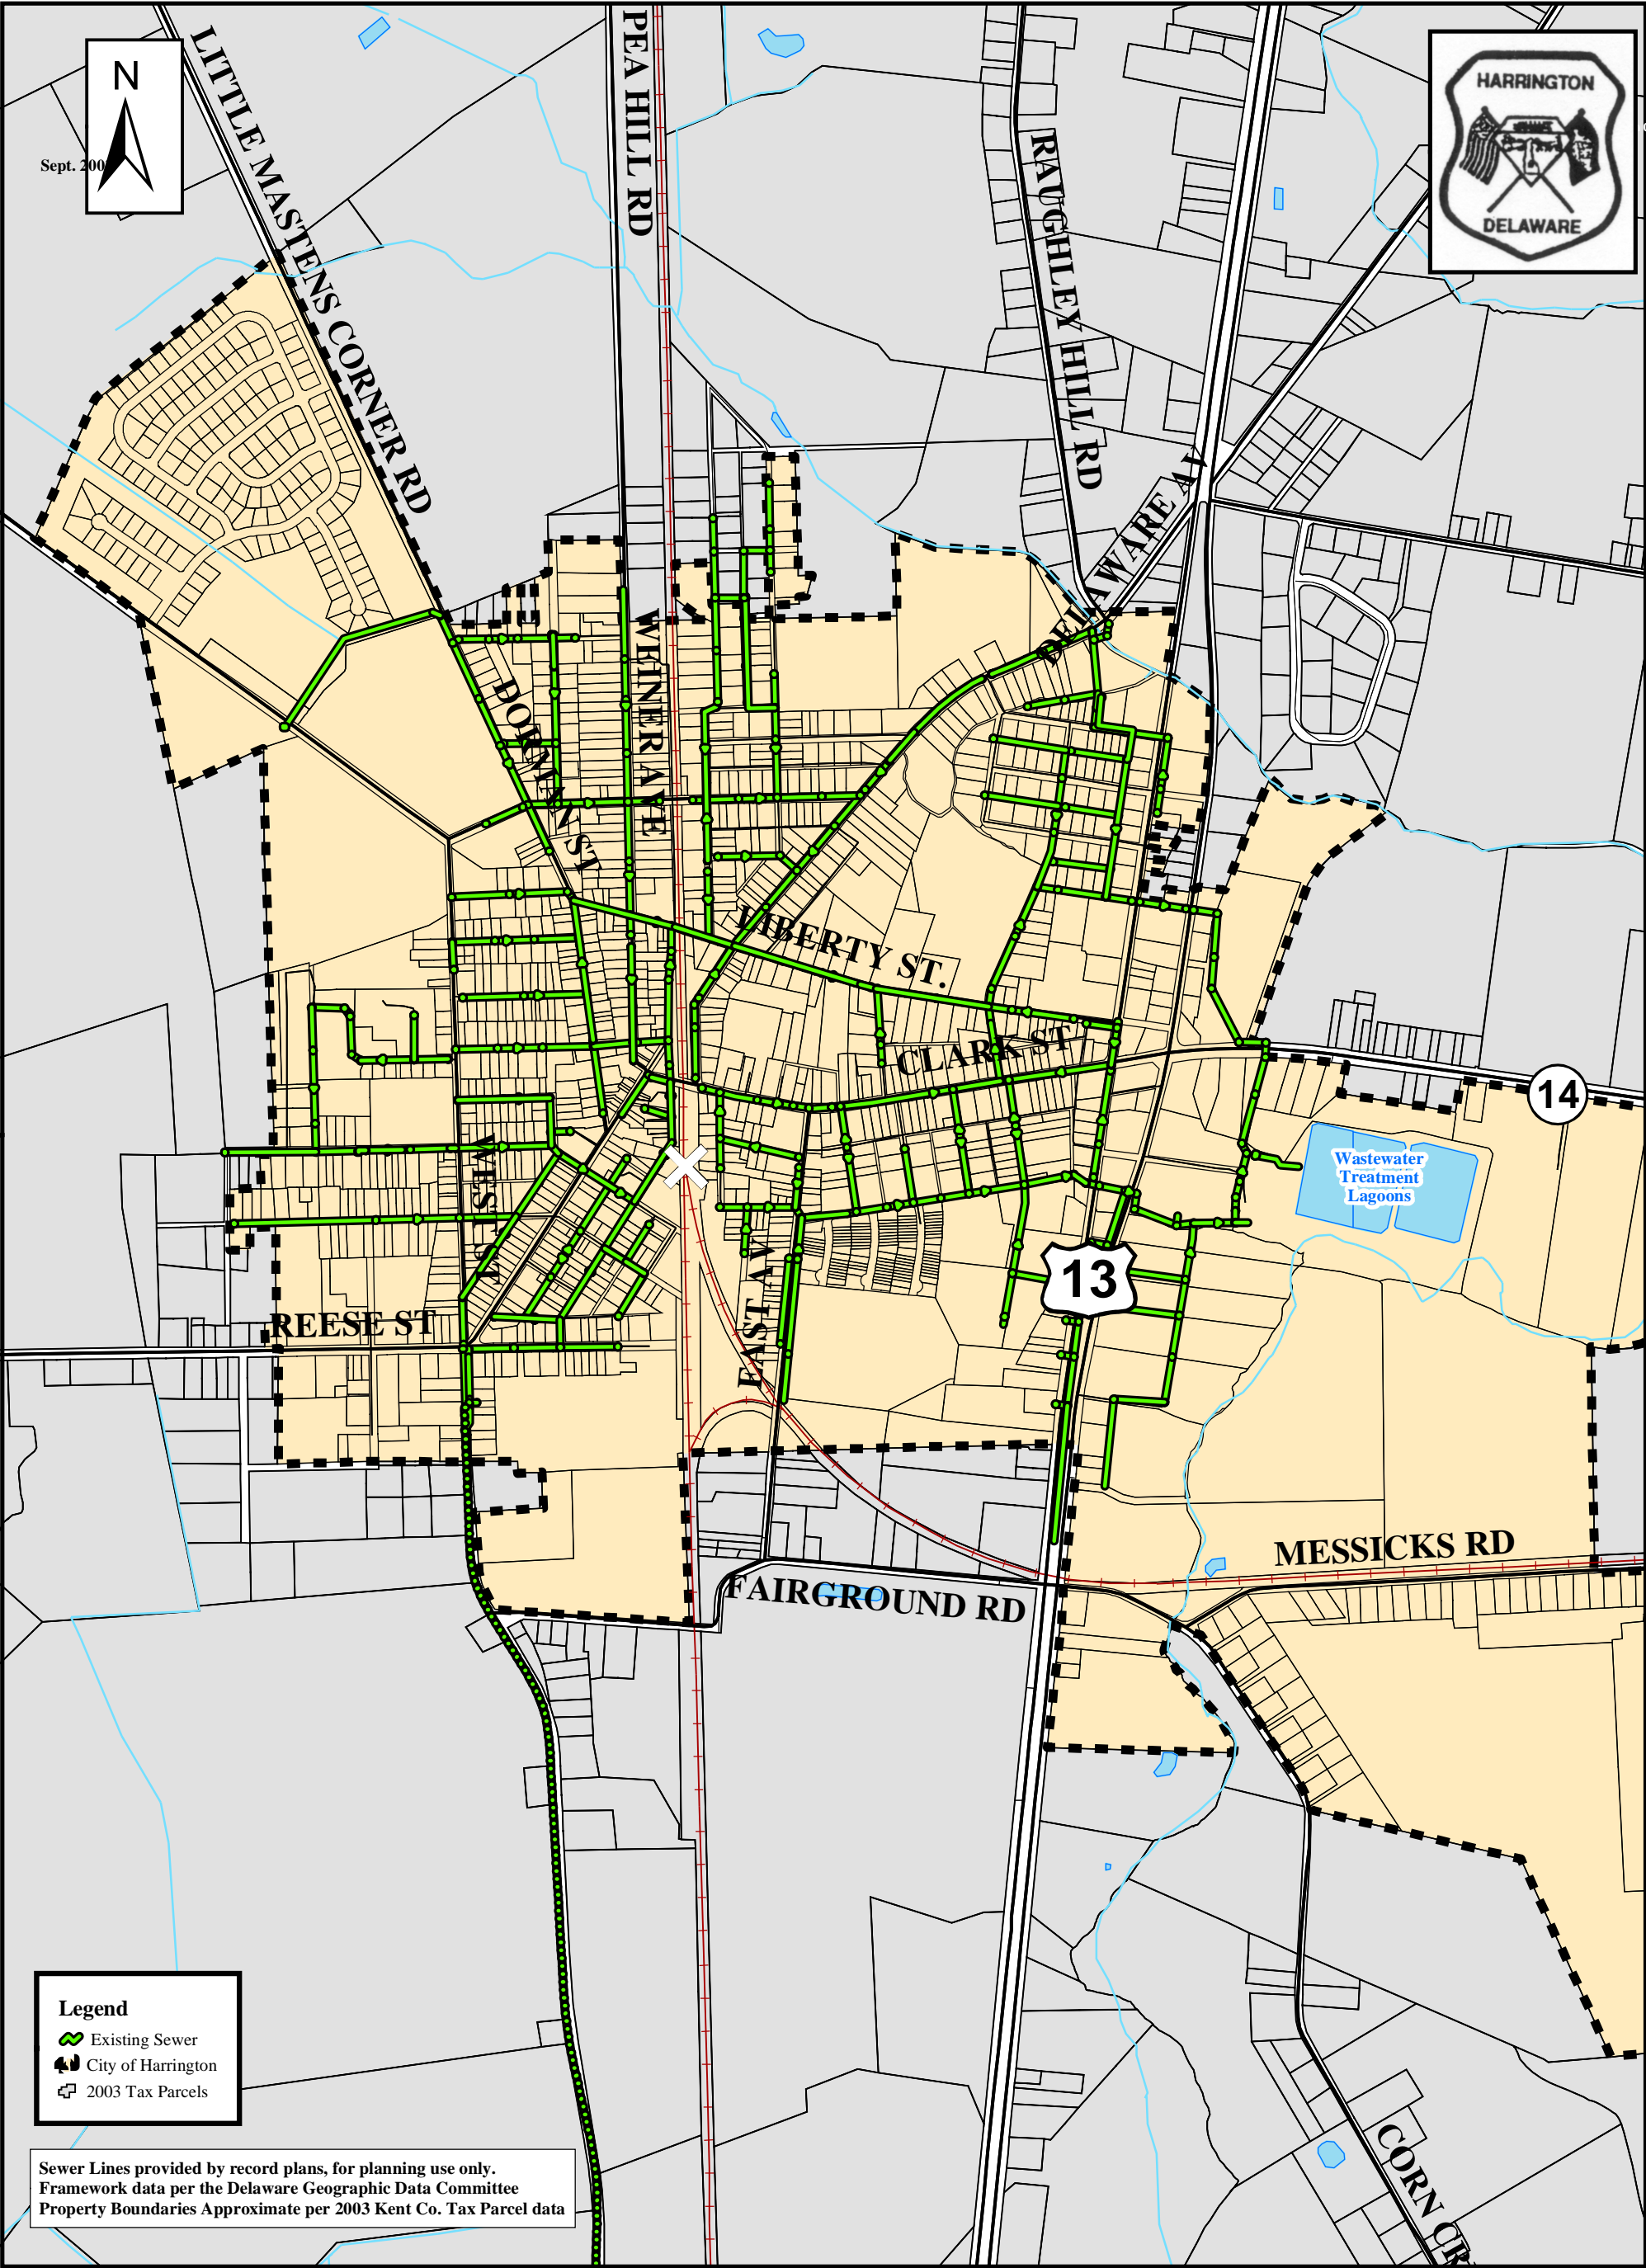 N
Sept. 200
LITTLE MASTENS CORNER RD
PEA HILL RD
RAUGHLEY HILL RD
HARRINGTON
DELAWARE
DELAWARE AV
WEINER AVE
DORMAN ST
LIBERTY ST.
CLARK ST
14
Wastewater
Treatment
Lagoons
WEST ST
EAST AV
13
REESE ST
MESSICKS RD
FAIRGROUND RD
CORN CR
Legend
Existing Sewer
City of Harrington
2003 Tax Parcels
Sewer Lines provided by record plans, for planning use only.
Framework data per the Delaware Geographic Data Committee
Property Boundaries Approximate per 2003 Kent Co. Tax Parcel data